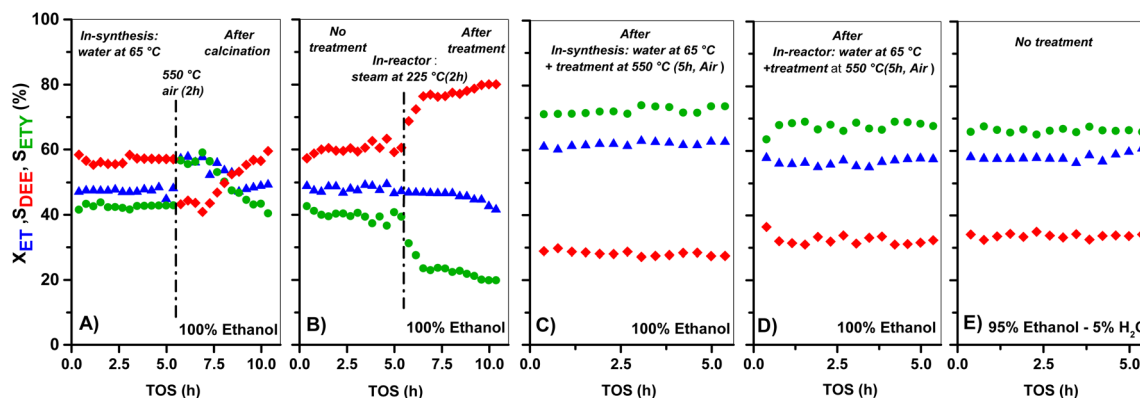 X_ET, S_DEE, S_ETY (%)
100
80
60
40
20
0
In-synthesis:
water at 65 °C
After
calcination
550 °C
air (2h)
A)
100% Ethanol
0.0
2.5
5.0
7.5
10.0
TOS (h)
No
treatment
After
treatment
In-reactor :
steam at 225 °C(2h)
B)
100% Ethanol
0.0
2.5
5.0
7.5
10.0
TOS (h)
After
In-synthesis: water at 65 °C
+ treatment at 550 °C (5h, Air )
C)
100% Ethanol
0.0
2.5
5.0
TOS (h)
After
In-reactor: water at 65 °C
+treatment at 550 °C(5h, Air )
D)
100% Ethanol
0.0
2.5
5.0
TOS (h)
No treatment
E)
95% Ethanol - 5% H₂
0.0
2.5
5.0
TOS (h)